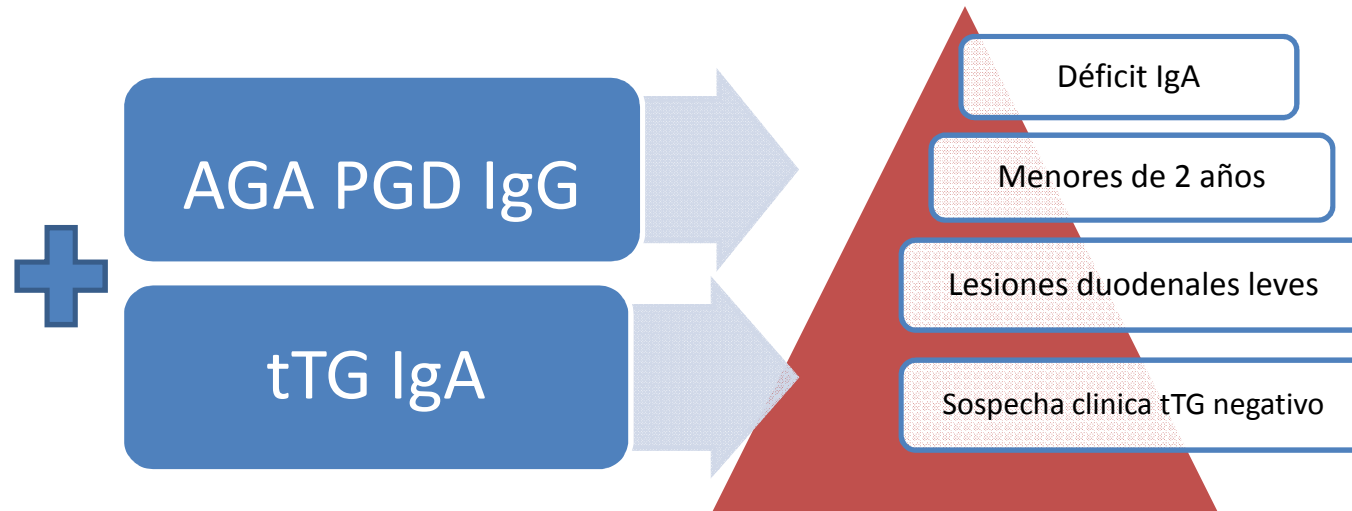 AGA PGD IgG
tTG IgA
Déficit IgA
Menores de 2 años
Lesiones duodenales leves
Sospecha clinica tTG negativo